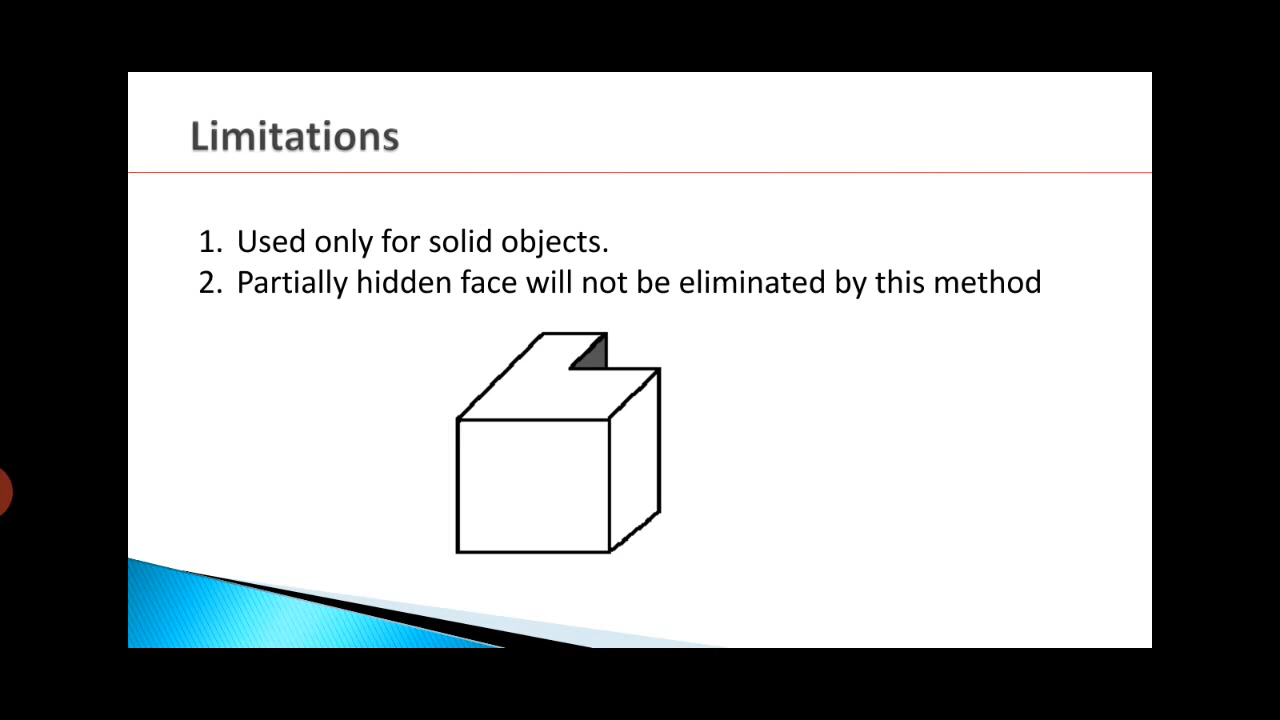 Limitations
1. Used only for solid objects.
2. Partially hidden face will not be eliminated by this method